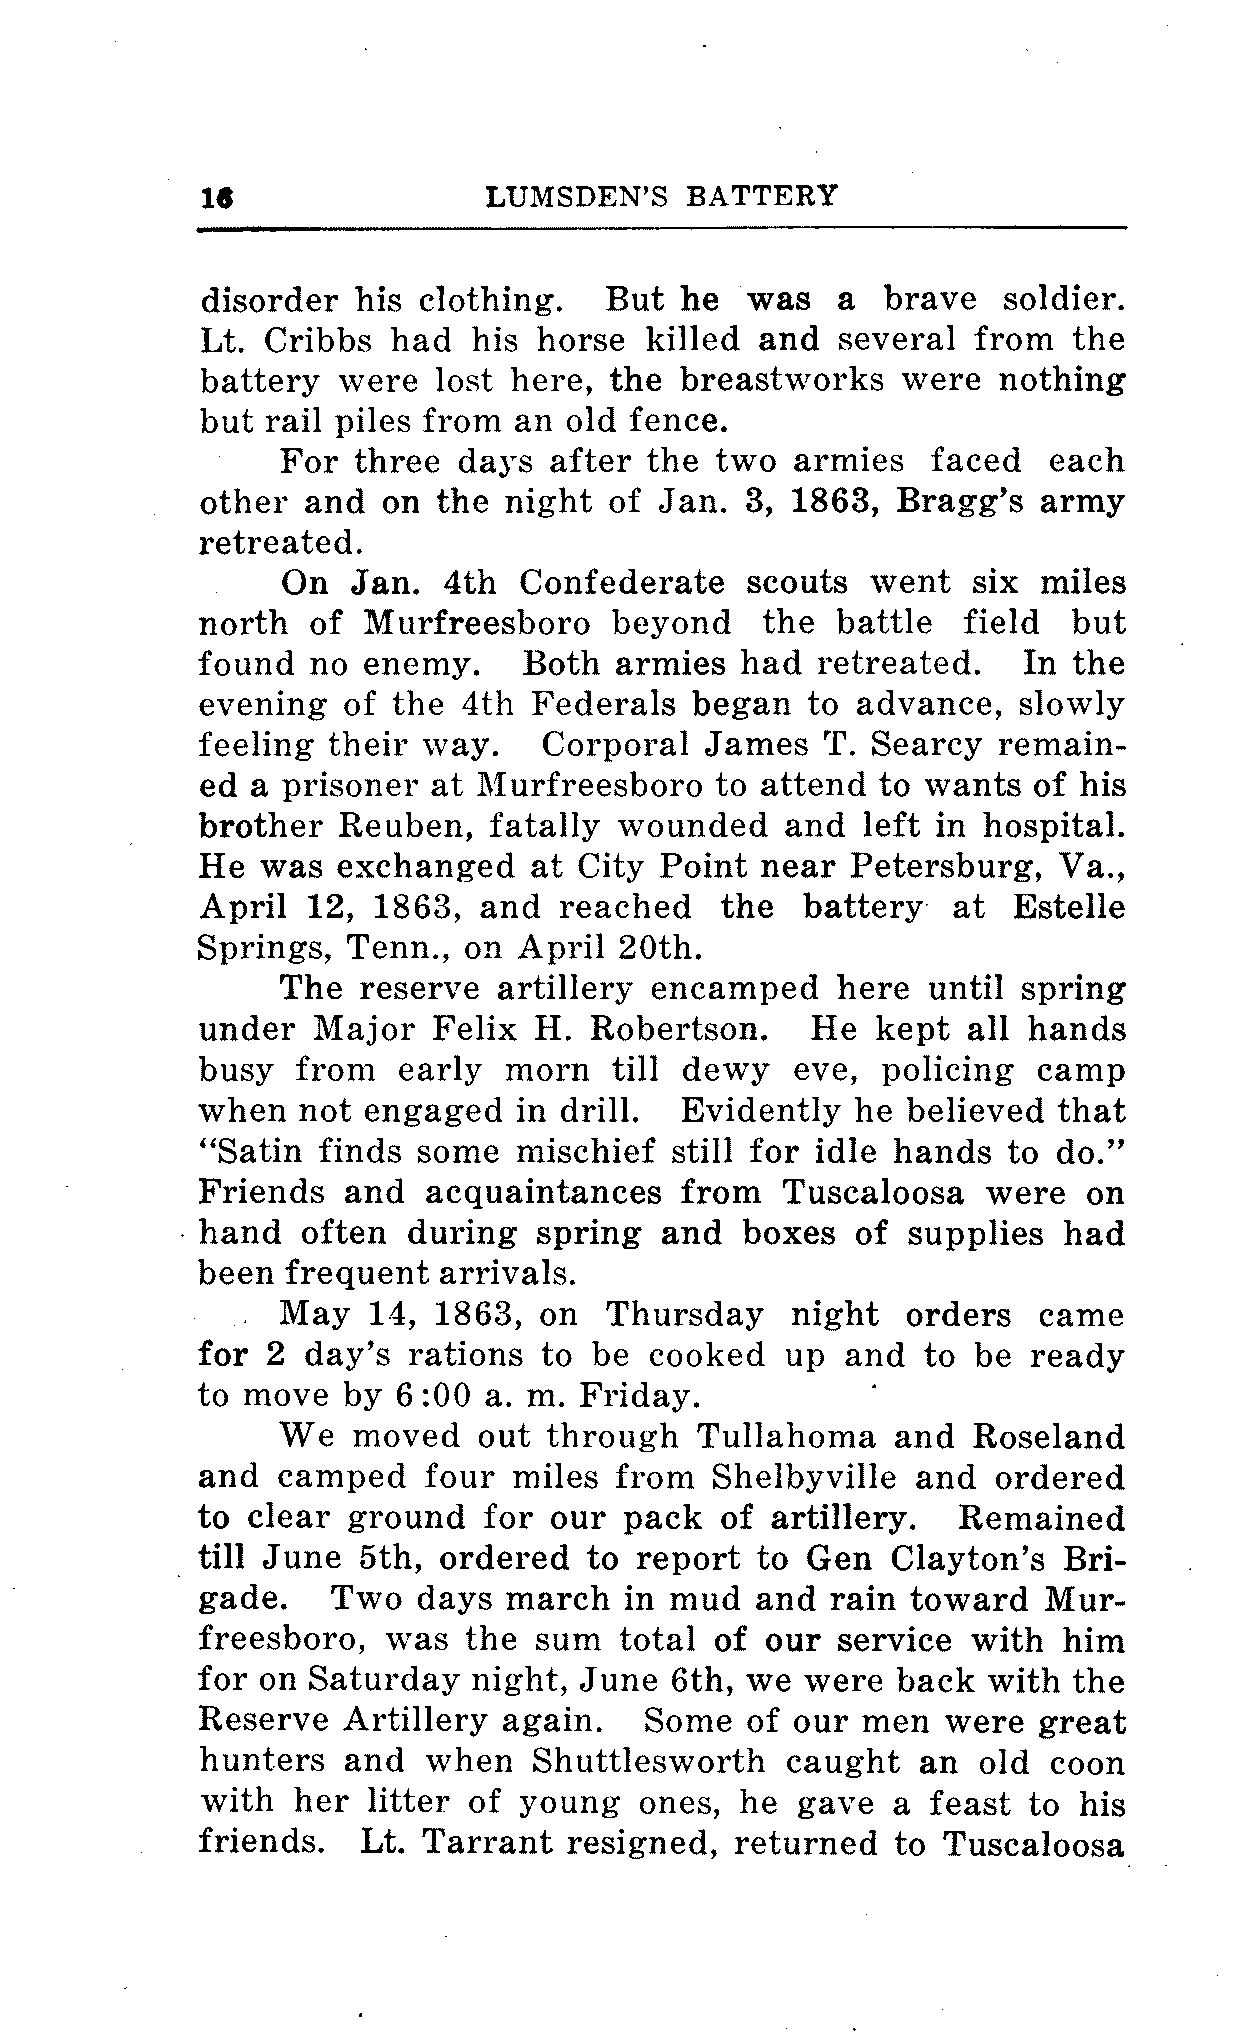 16 LUMSDEN'S BATTERY
disorder his clothing. But he was a brave soldier.
Lt. Cribbs had his horse killed and several from the
battery were lost here, the breastworks were nothing
but rail piles from an old fence.
For three days after the two armies faced each
other and on the night of Jan. 3, 1863, Bragg's army
retreated.
On Jan. 4th Confederate scouts went six miles
north of Murfreesboro beyond the battle field but
found no enemy. Both armies had retreated. In the
evening of the 4th Federals began to advance, slowly
feeling their way. Corporal James T. Searcy remain-
ed a prisoner at Murfreesboro to attend to wants of his
brother Reuben, fatally wounded and left in hospital.
He was exchanged at City Point near Petersburg, Va.,
April 12, 1863, and reached the battery at Estelle
Springs, Tenn., on April 20th.
The reserve artillery encamped here until spring
under Major Felix H. Robertson. He kept all hands
busy from early morn till dewy eve, policing camp
when not engaged in drill. Evidently he believed that
“Satin finds some mischief still for idle hands to do.”
Friends and acquaintances from Tuscaloosa were on
hand often during spring and boxes of supplies had
been frequent arrivals.
May 14, 1863, on Thursday night orders came
for 2 day's rations to be cooked up and to be ready
to move by 6:00 a. m. Friday.
We moved out through Tullahoma and Roseland
and camped four miles from Shelbyville and ordered
to clear ground for our pack of artillery. Remained
till June 5th, ordered to report to Gen Clayton's Bri-
gade. Two days march in mud and rain toward Mur-
freesboro, was the sum total of our service with him
for on Saturday night, June 6th, we were back with the
Reserve Artillery again. Some of our men were great
hunters and when Shuttlesworth caught an old coon
with her litter of young ones, he gave a feast to his
friends. Lt. Tarrant resigned, returned to Tuscaloosa